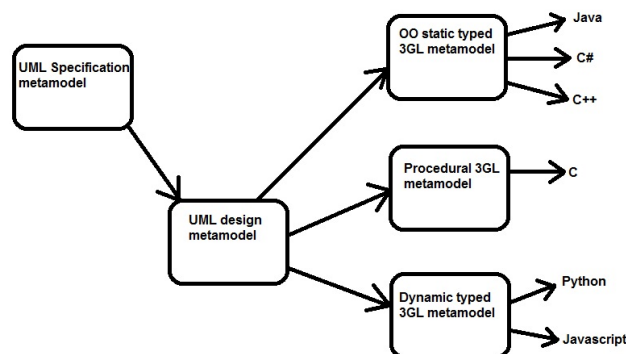 UML Specification
metamodel
UML design
metamodel
OO static typed
3GL metamodel
Java
C#
C++
Procedural 3GL
metamodel
C
Dynamic typed
3GL metamodel
Python
Javascript